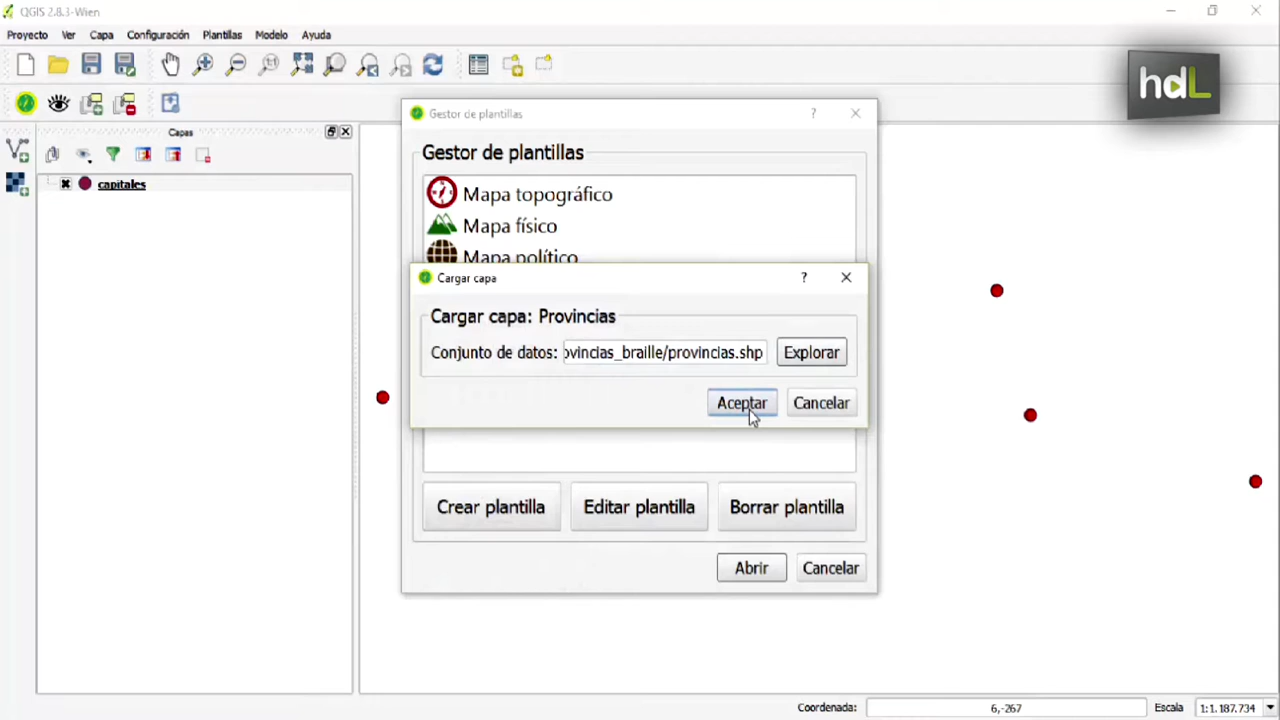 QGIS 2.8.3-Wien
Proyecto Ver Capa Configuración Plantillas Modelo Ayuda
hdL
Capas
capitales
Gestor de plantillas ?
Gestor de plantillas
Mapa topográfico
Mapa físico
Mapa político
Cargar capa ?
Cargar capa: Provincias
Conjunto de datos: ovincias_braille/provincias.shp Explorar
Aceptar Cancelar
Crear plantilla Editar plantilla Borrar plantilla
Abrir Cancelar
Coordenada: 6,-267 Escala 1:1.187.734